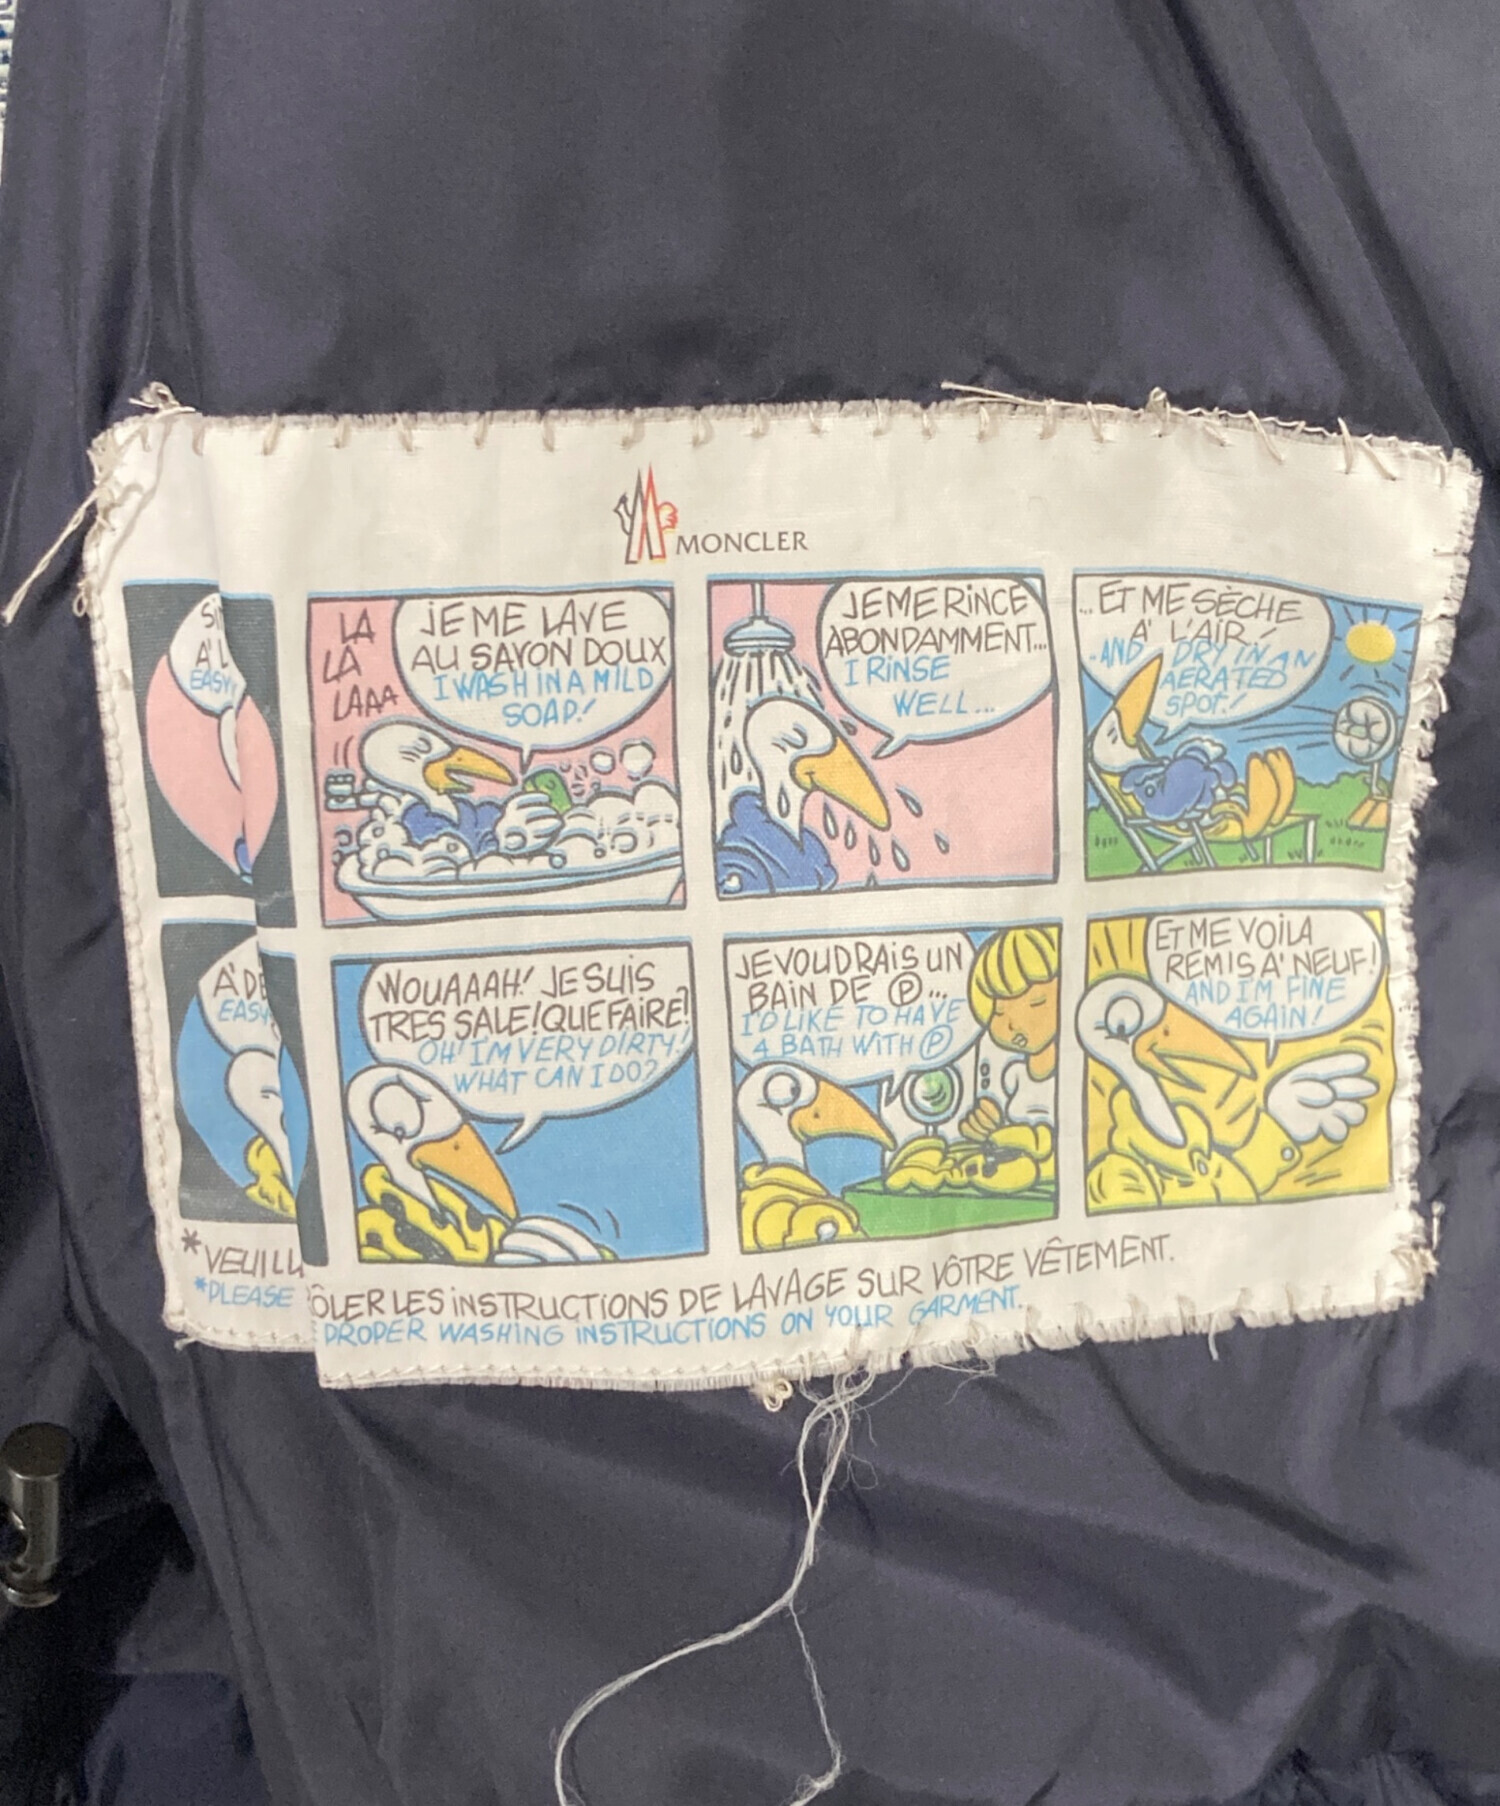 MONCLER
LA
LA
LAAA
JE ME LAVE
AU SAVON DOUX
I WASH IN A MILD
SOAP!
JE ME RINCE
ABONDAMMENT...
I RINSE
WELL...
...ET ME SÈCHE
A' L'AIR!
..AND DRY IN AN
AERATED
SPOT!
EASY
WOUAAAH! JE SUIS
TRES SALE! QUE FAIRE?
OH! I'M VERY DIRTY!
WHAT CAN I DO?
JE VOUDRAIS UN
BAIN DE Ⓟ...
I'D LIKE TO HAVE
A BATH WITH Ⓟ
ET ME VOILA
REMIS A' NEUF!
AND I'M FINE
AGAIN!
LES INSTRUCTIONS DE LAVAGE SUR VÔTRE VÊTEMENT.
*PLEASE PROPER WASHING INSTRUCTIONS ON YOUR GARMENT.